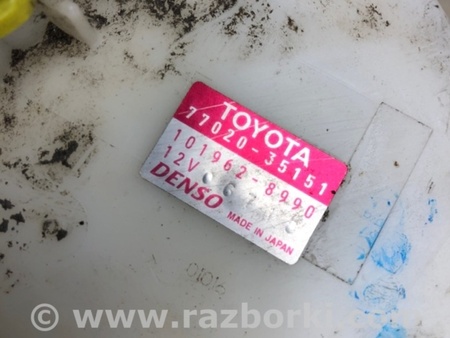 TOYOTA
77020-35151
101962-8990
12V
DENSO
MADE IN JAPAN
© www.razborki.